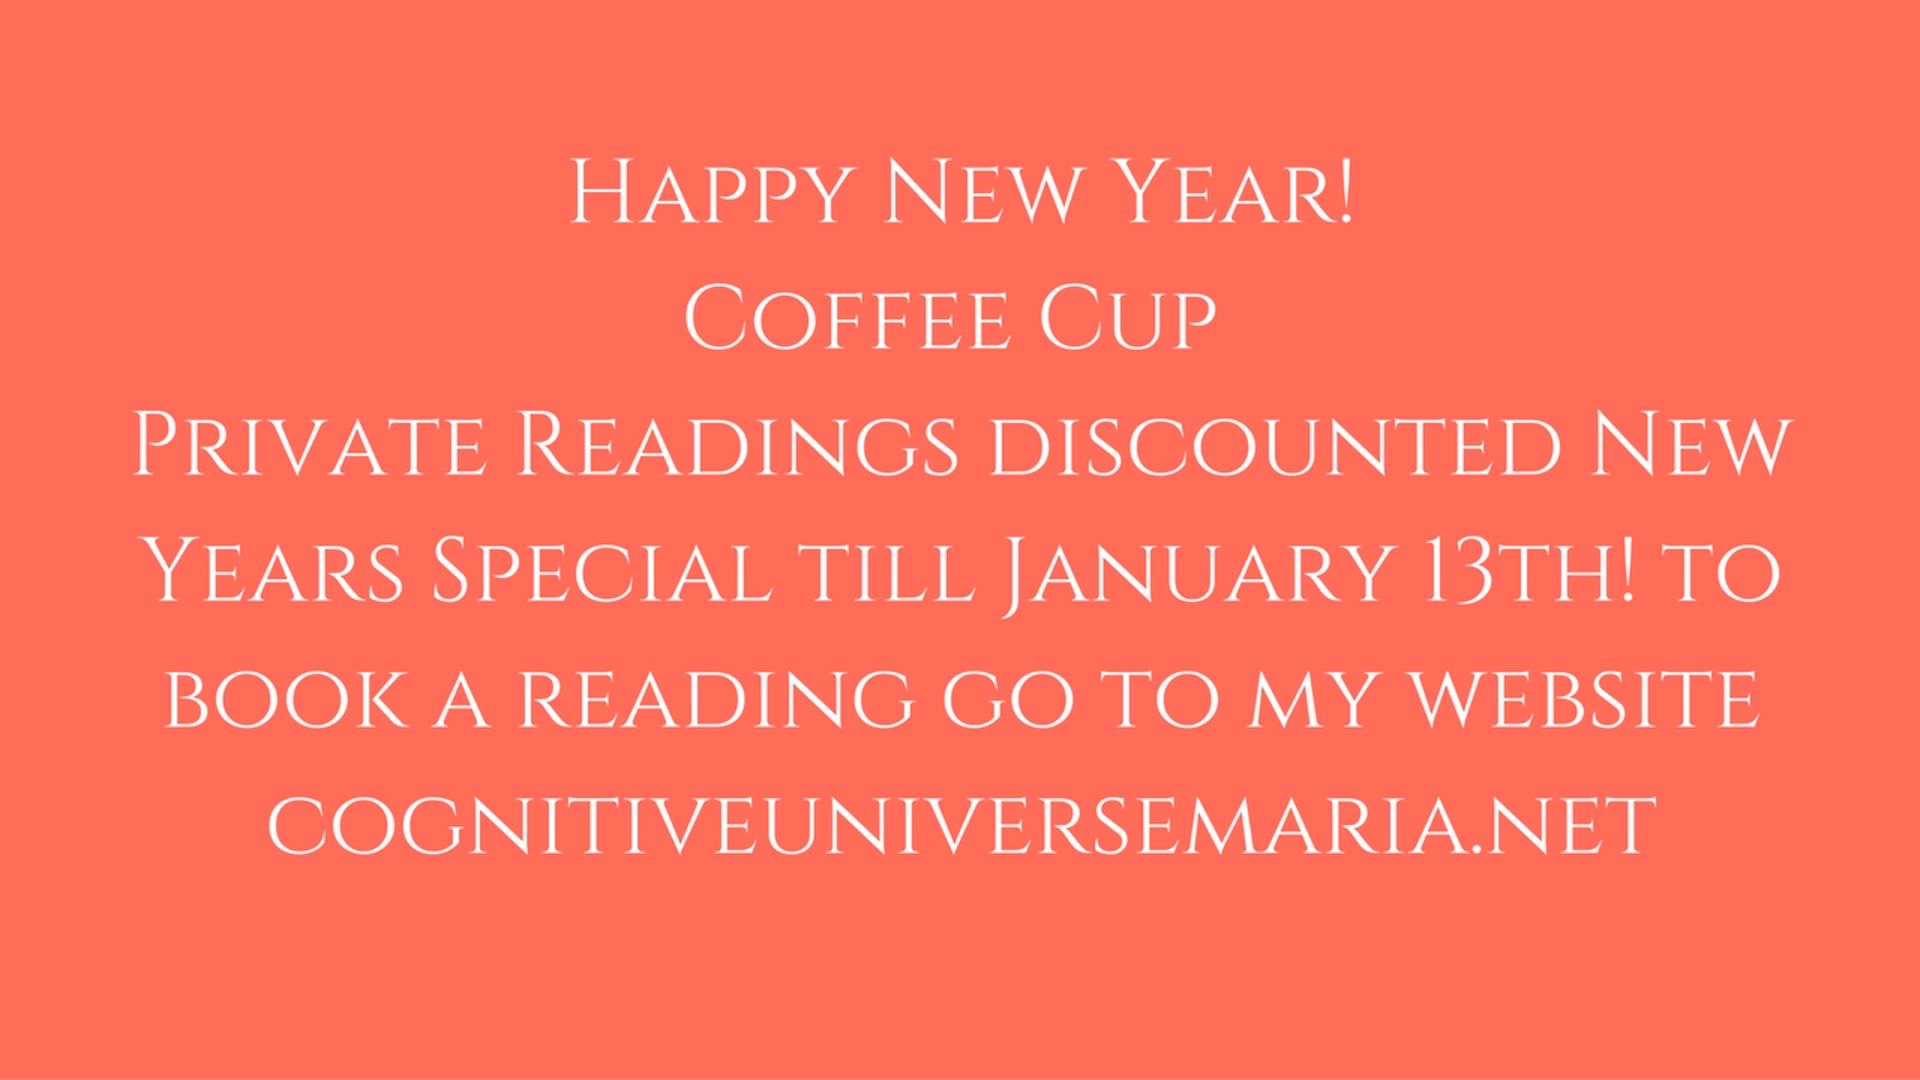 Happy New Year!
Coffee Cup
Private Readings discounted New
Years Special till January 13th! to
book a reading go to my website
cognitiveuniversemaria.net